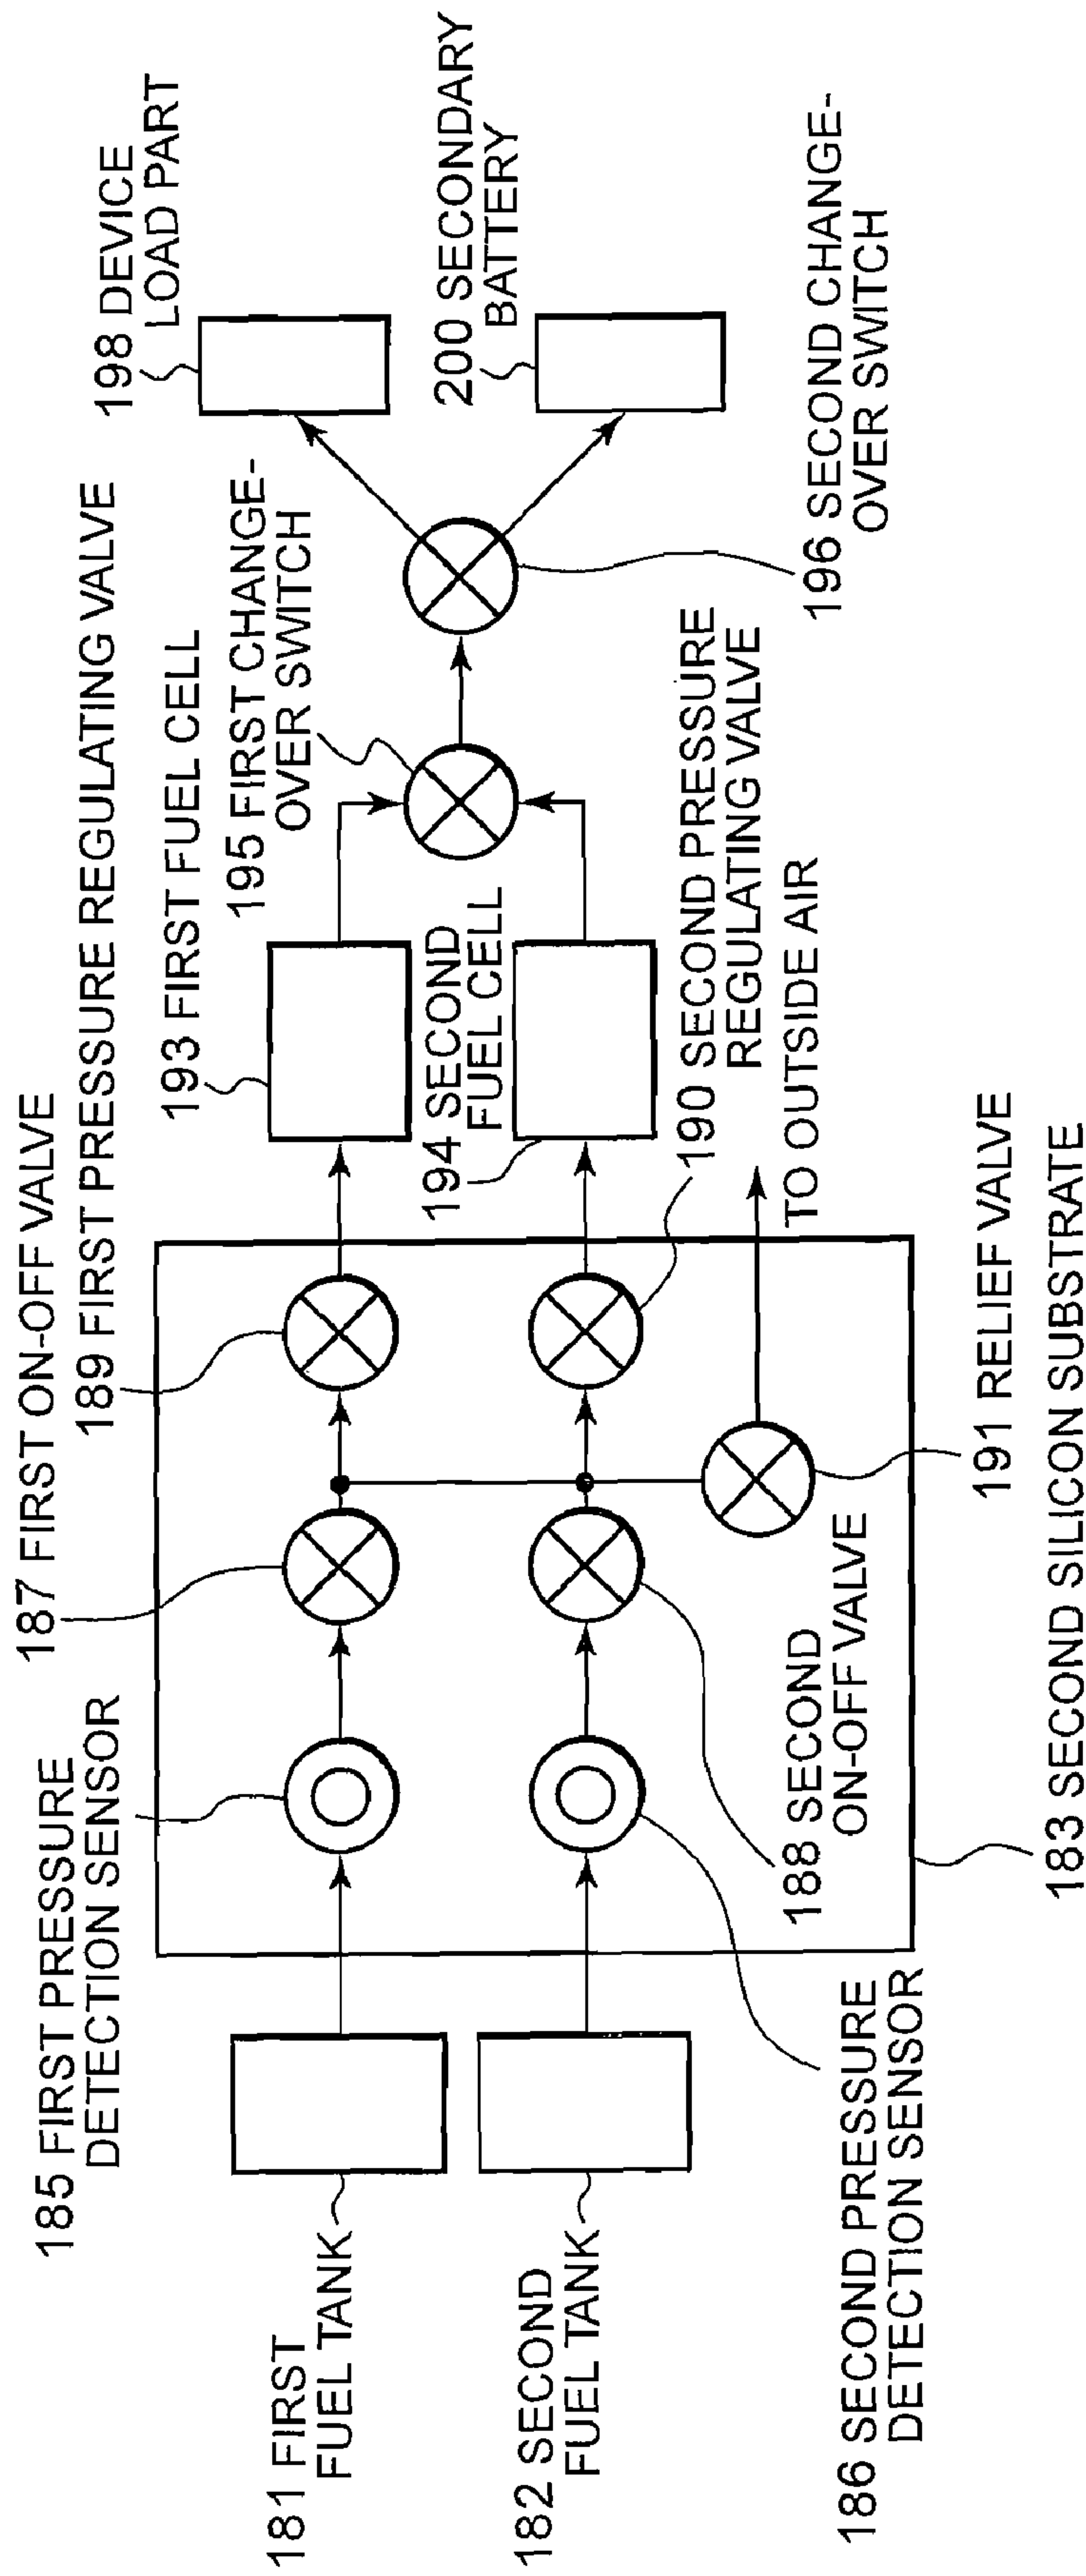 181 FIRST
FUEL TANK
182 SECOND
FUEL TANK
185 FIRST PRESSURE
DETECTION SENSOR
186 SECOND PRESSURE
DETECTION SENSOR
187 FIRST ON-OFF VALVE
188 SECOND
ON-OFF VALVE
189 FIRST PRESSURE REGULATING VALVE
190 SECOND PRESSURE
REGULATING VALVE
TO OUTSIDE AIR
191 RELIEF VALVE
183 SECOND SILICON SUBSTRATE
193 FIRST FUEL CELL
194 SECOND
FUEL CELL
195 FIRST CHANGE-
OVER SWITCH
196 SECOND CHANGE-
OVER SWITCH
198 DEVICE
LOAD PART
200 SECONDARY
BATTERY